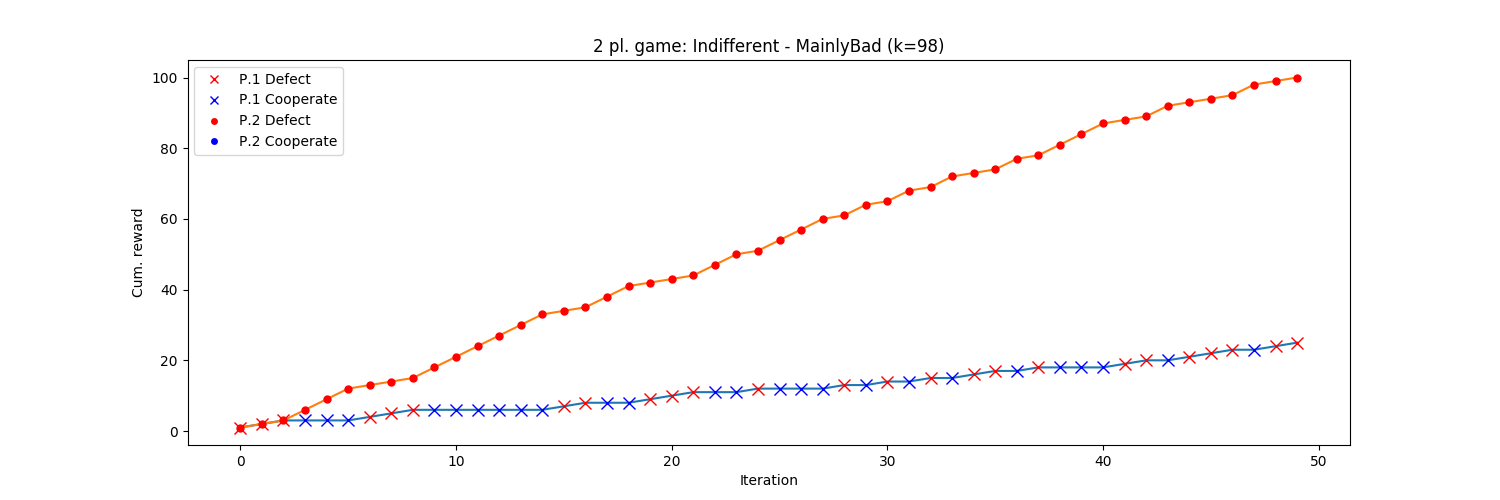 2 pl. game: Indifferent - MainlyBad (k=98)
P.1 Defect
P.1 Cooperate
P.2 Defect
P.2 Cooperate
100
80
60
40
20
0
Cum. reward
0 10 20 30 40 50
Iteration